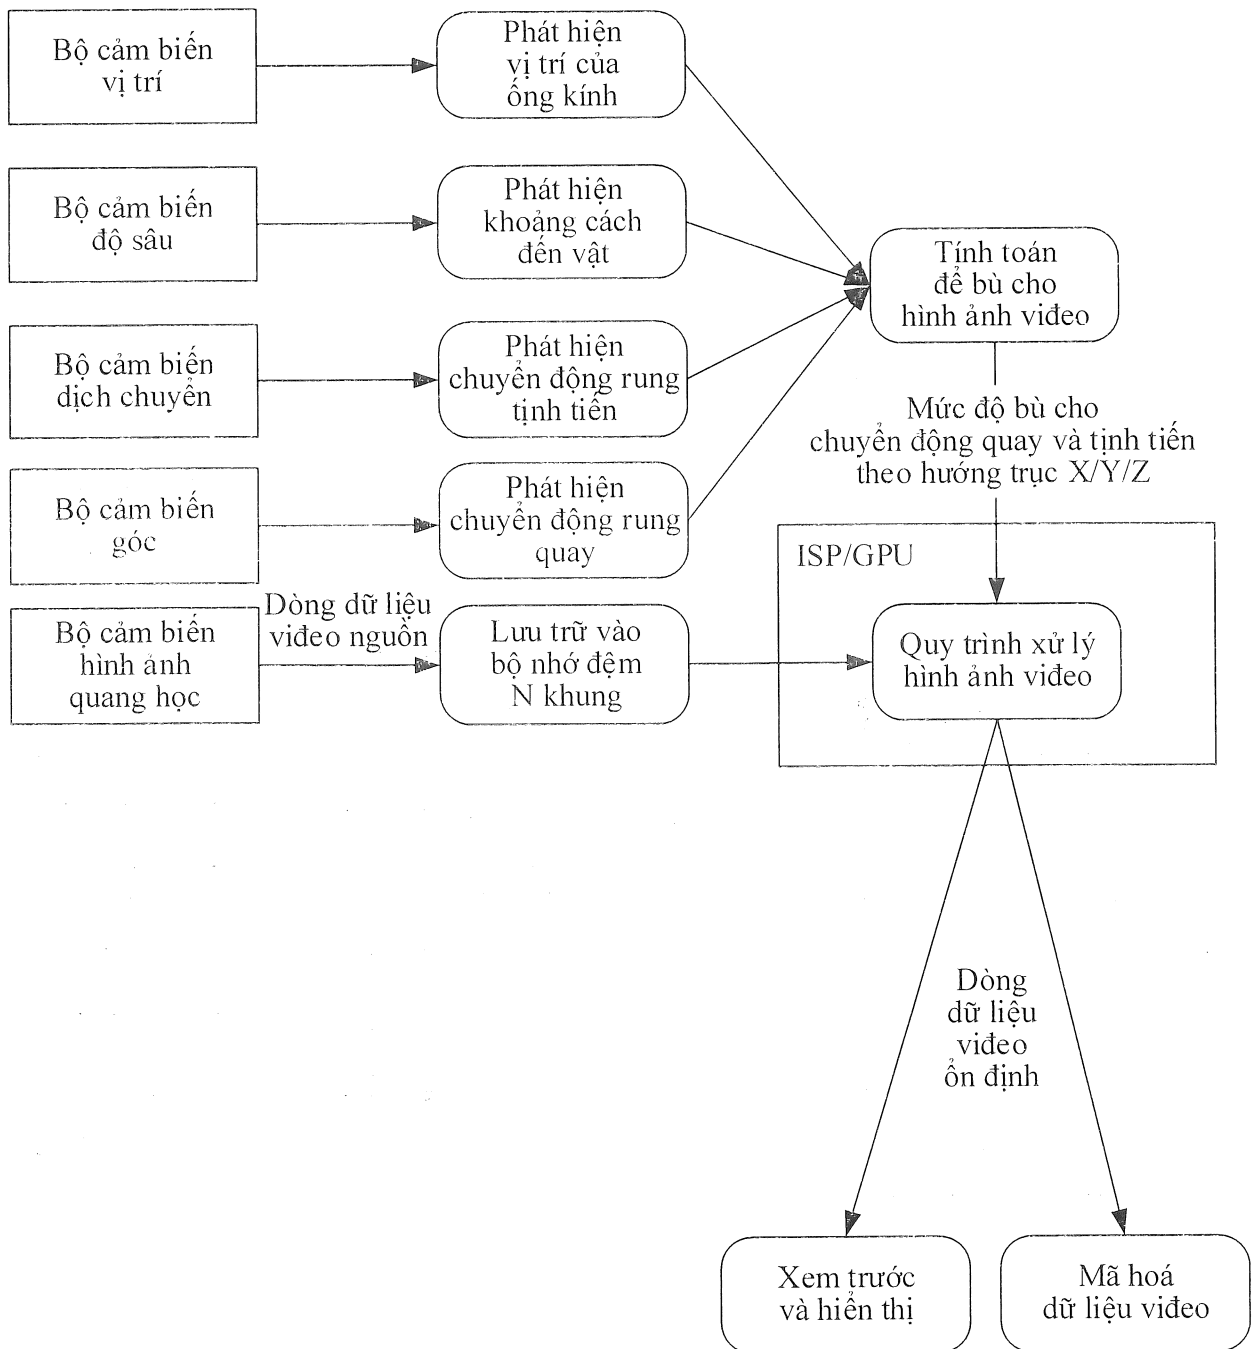 Bộ cảm biến
vị trí
Phát hiện
vị trí của
ống kính
Bộ cảm biến
độ sâu
Phát hiện
khoảng cách
đến vật
Tính toán
để bù cho
hình ảnh viđeo
Bộ cảm biến
dịch chuyển
Phát hiện
chuyển động rung
tịnh tiến
Mức độ bù cho
chuyển động quay và tịnh tiến
theo hướng trục X/Y/Z
Bộ cảm biến
góc
Phát hiện
chuyển động rung
quay
ISP/GPU
Bộ cảm biến
hình ảnh
quang học
Dòng dữ liệu
viđeo nguồn
Lưu trữ vào
bộ nhớ đệm
N khung
Quy trình xử lý
hình ảnh viđeo
Dòng
dữ liệu
viđeo
ổn định
Xem trước
và hiển thị
Mã hoá
dữ liệu viđeo